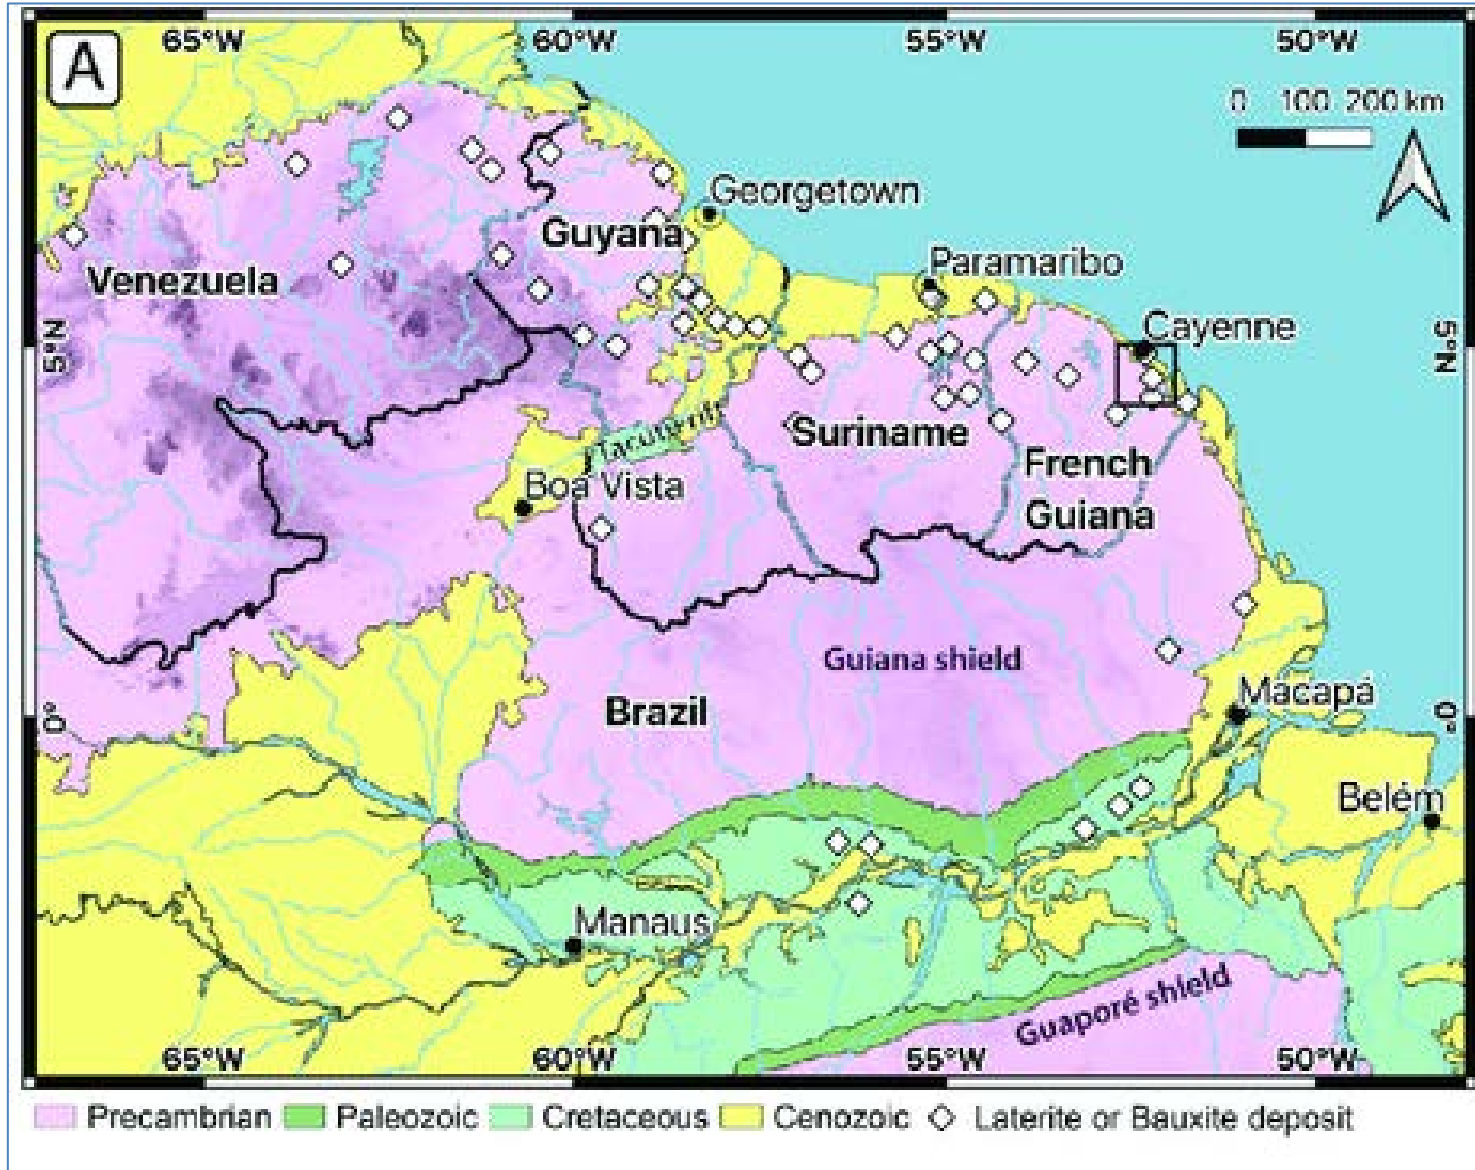 A
65°W 60°W 55°W 50°W
0 100 200 km
Georgetown
Guyana
Paramaribo
Venezuela
Cayenne
5°N 5°N
Suriname
French
Guiana
Boa Vista
Guiana shield
Brazil
Macapá
0° 0°
Belém
Manaus
Guaporé shield
65°W 60°W 55°W 50°W
Precambrian Paleozoic Cretaceous Cenozoic Laterite or Bauxite deposit